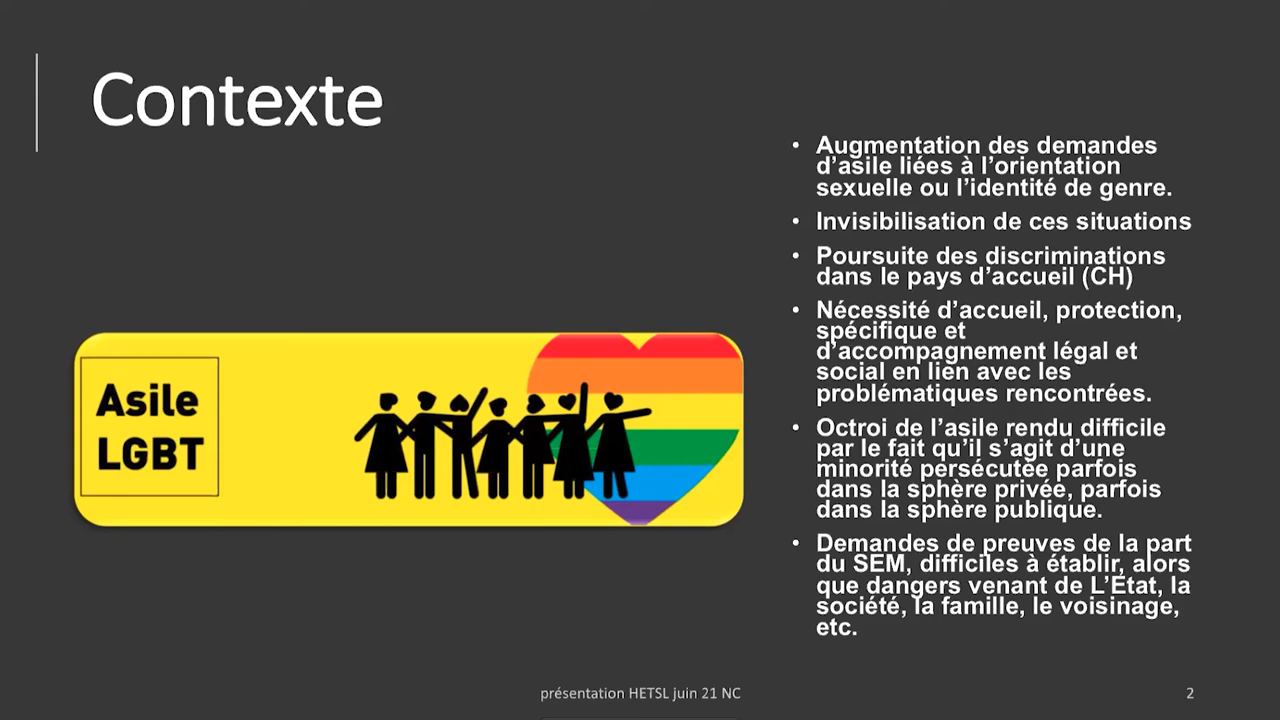 Contexte
Asile
LGBT
• Augmentation des demandes
d’asile liées à l’orientation
sexuelle ou l’identité de genre.
• Invisibilisation de ces situations
• Poursuite des discriminations
dans le pays d’accueil (CH)
• Nécessité d’accueil, protection,
spécifique et
d’accompagnement légal et
social en lien avec les
problématiques rencontrées.
• Octroi de l’asile rendu difficile
par le fait qu’il s’agit d’une
minorité persécutée parfois
dans la sphère privée, parfois
dans la sphère publique.
• Demandes de preuves de la part
du SEM, difficiles à établir, alors
que dangers venant de L’Etat, la
société, la famille, le voisinage,
etc.
présentation HETSL juin 21 NC
2